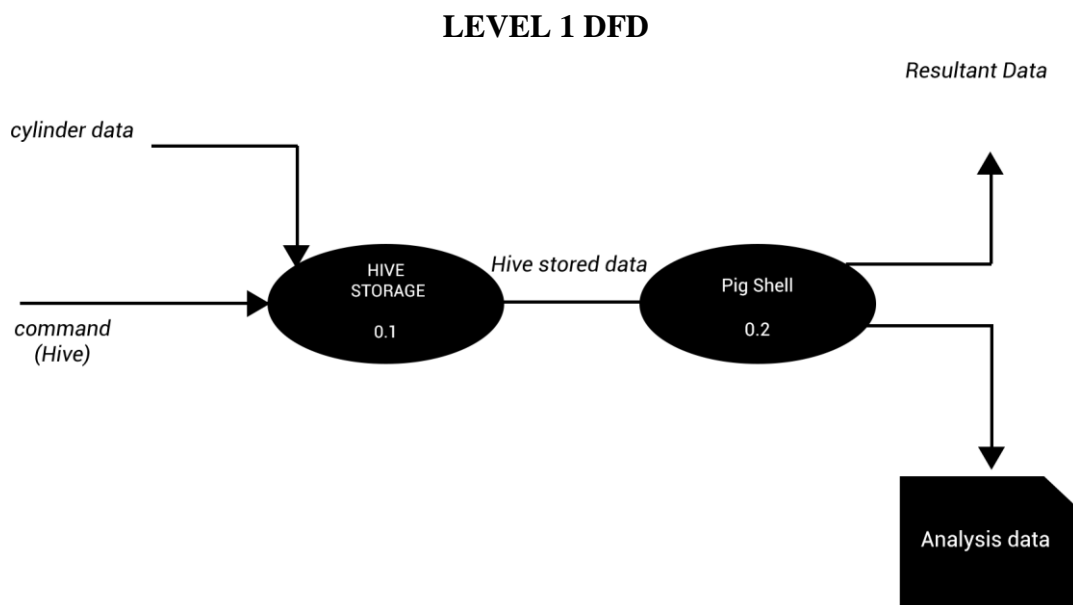 LEVEL 1 DFD
Resultant Data
cylinder data
HIVE
STORAGE
0.1
Hive stored data
Pig Shell
0.2
command
(Hive)
Analysis data